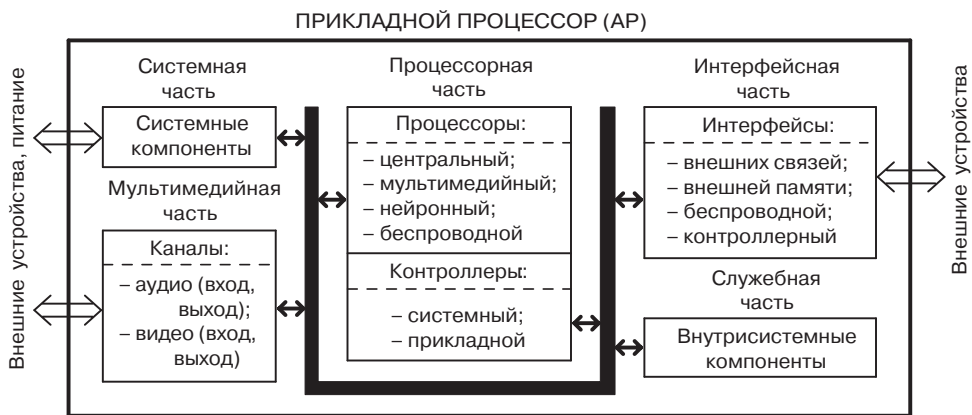 ПРИКЛАДНОЙ ПРОЦЕССОР (АР)
Внешние устройства, питание
Системная
часть
Системные
компоненты
Мультимедийная
часть
Каналы:
– аудио (вход,
выход);
– видео (вход,
выход)
Процессорная
часть
Процессоры:
– центральный;
– мультимедийный;
– нейронный;
– беспроводной
Контроллеры:
– системный;
– прикладной
Интерфейсная
часть
Интерфейсы:
– внешних связей;
– внешней памяти;
– беспроводной;
– контроллерный
Служебная
часть
Внутрисистемные
компоненты
Внешние устройства